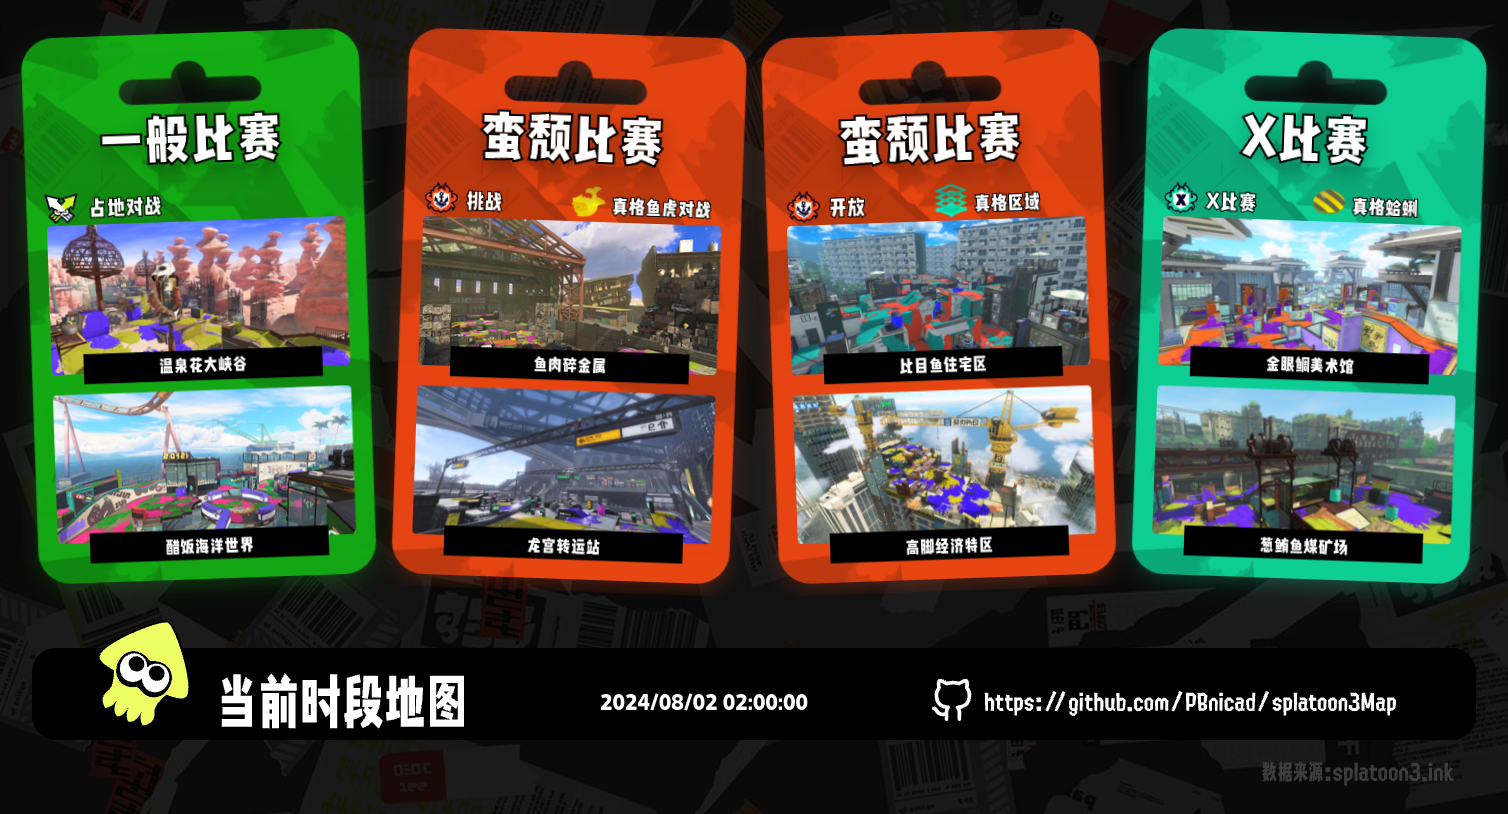 一般比赛
占地对战
温泉花大峡谷
醋饭海洋世界
蛮颓比赛
挑战
真格鱼虎对战
鱼肉碎金属
龙宫转运站
蛮颓比赛
开放
真格区域
比目鱼住宅区
高脚经济特区
X比赛
X比赛
真格蛤蜊
金眼鲷美术馆
葱鲔鱼煤矿场
当前时段地图
2024/08/02 02:00:00
https://github.com/PBnicad/splatoon3Map
数据来源:splatoon3.ink